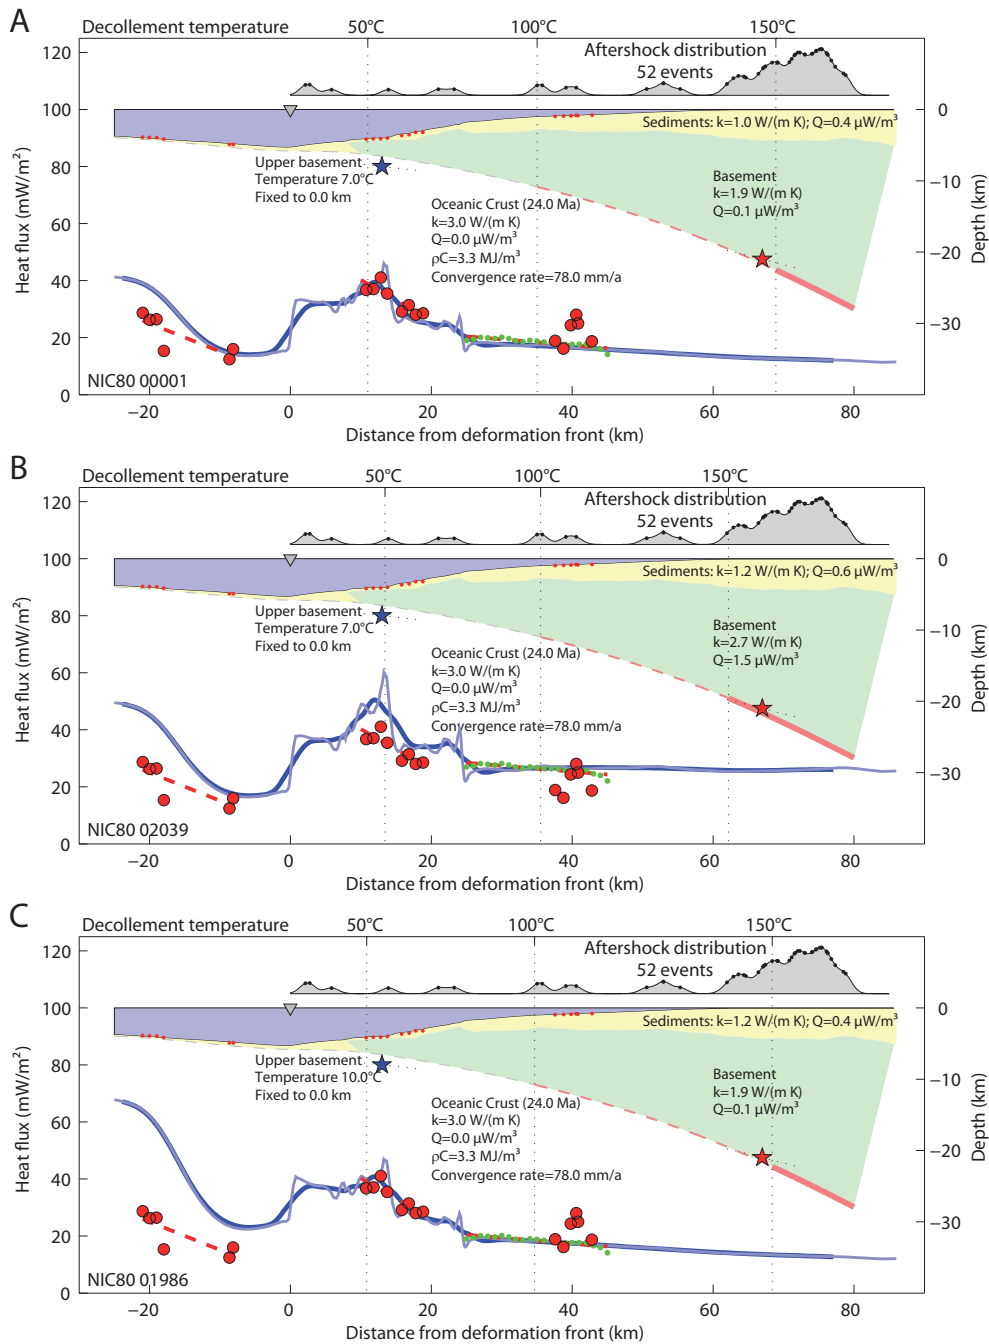 A
Decollement temperature 50°C 100°C 150°C
120
100
80
60
40
20
0
Heat flux (mW/m²)
Aftershock distribution
52 events
0
−10
−20
−30
Depth (km)
Sediments: k=1.0 W/(m K); Q=0.4 µW/m³
Upper basement
Temperature 7.0°C
Fixed to 0.0 km
Oceanic Crust (24.0 Ma)
k=3.0 W/(m K)
Q=0.0 µW/m³
ρC=3.3 MJ/m³
Convergence rate=78.0 mm/a
Basement
k=1.9 W/(m K)
Q=0.1 µW/m³
NIC80 00001
−20 0 20 40 60 80
Distance from deformation front (km)
B
Decollement temperature 50°C 100°C 150°C
120
100
80
60
40
20
0
Heat flux (mW/m²)
Aftershock distribution
52 events
0
−10
−20
−30
Depth (km)
Sediments: k=1.2 W/(m K); Q=0.6 µW/m³
Upper basement
Temperature 7.0°C
Fixed to 0.0 km
Oceanic Crust (24.0 Ma)
k=3.0 W/(m K)
Q=0.0 µW/m³
ρC=3.3 MJ/m³
Convergence rate=78.0 mm/a
Basement
k=2.7 W/(m K)
Q=1.5 µW/m³
NIC80 02039
−20 0 20 40 60 80
Distance from deformation front (km)
C
Decollement temperature 50°C 100°C 150°C
120
100
80
60
40
20
0
Heat flux (mW/m²)
Aftershock distribution
52 events
0
−10
−20
−30
Depth (km)
Sediments: k=1.2 W/(m K); Q=0.4 µW/m³
Upper basement
Temperature 10.0°C
Fixed to 0.0 km
Oceanic Crust (24.0 Ma)
k=3.0 W/(m K)
Q=0.0 µW/m³
ρC=3.3 MJ/m³
Convergence rate=78.0 mm/a
Basement
k=1.9 W/(m K)
Q=0.1 µW/m³
NIC80 01986
−20 0 20 40 60 80
Distance from deformation front (km)